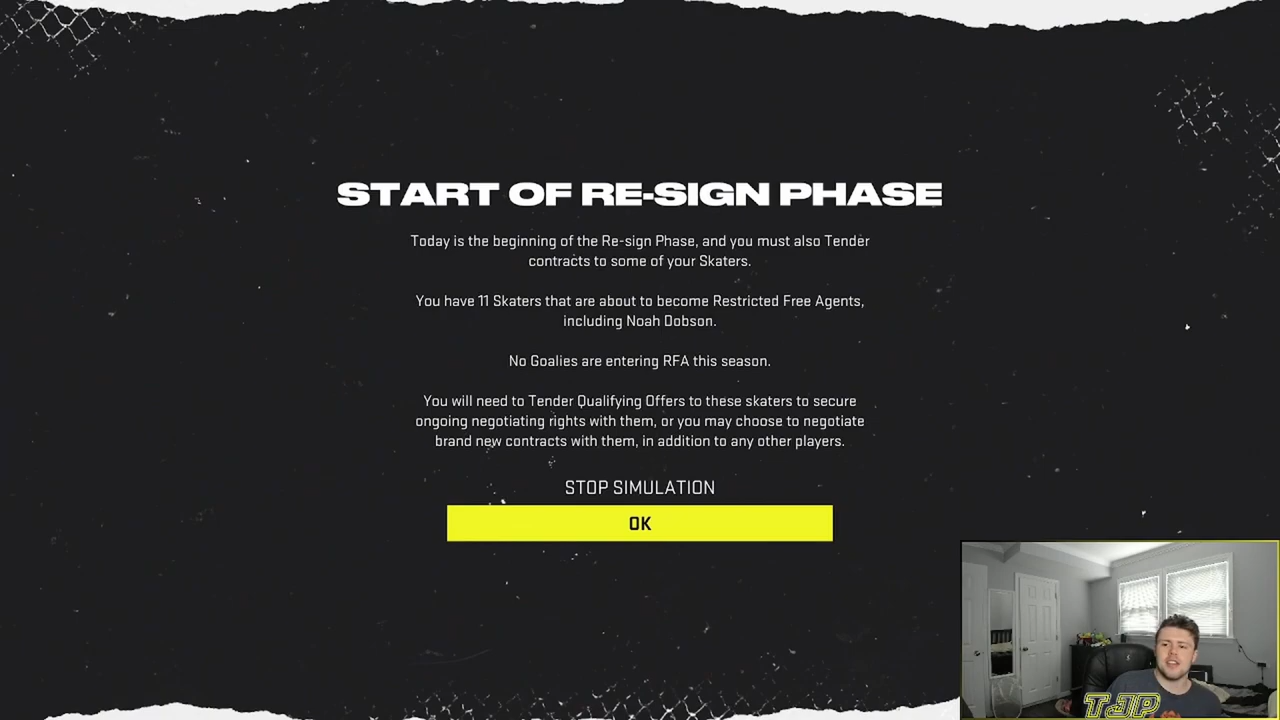 START OF RE-SIGN PHASE
Today is the beginning of the Re-sign Phase, and you must also Tender
contracts to some of your Skaters.
You have 11 Skaters that are about to become Restricted Free Agents,
including Noah Dobson.
No Goalies are entering RFA this season.
You will need to Tender Qualifying Offers to these skaters to secure
ongoing negotiating rights with them, or you may choose to negotiate
brand new contracts with them, in addition to any other players.
STOP SIMULATION
OK
TJP